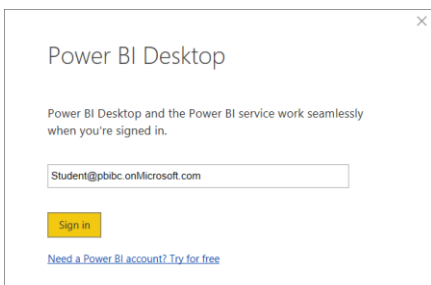 Power BI Desktop
Power BI Desktop and the Power BI service work seamlessly
when you're signed in.
Student@pbibc.onMicrosoft.com
Sign in
Need a Power BI account? Try for free